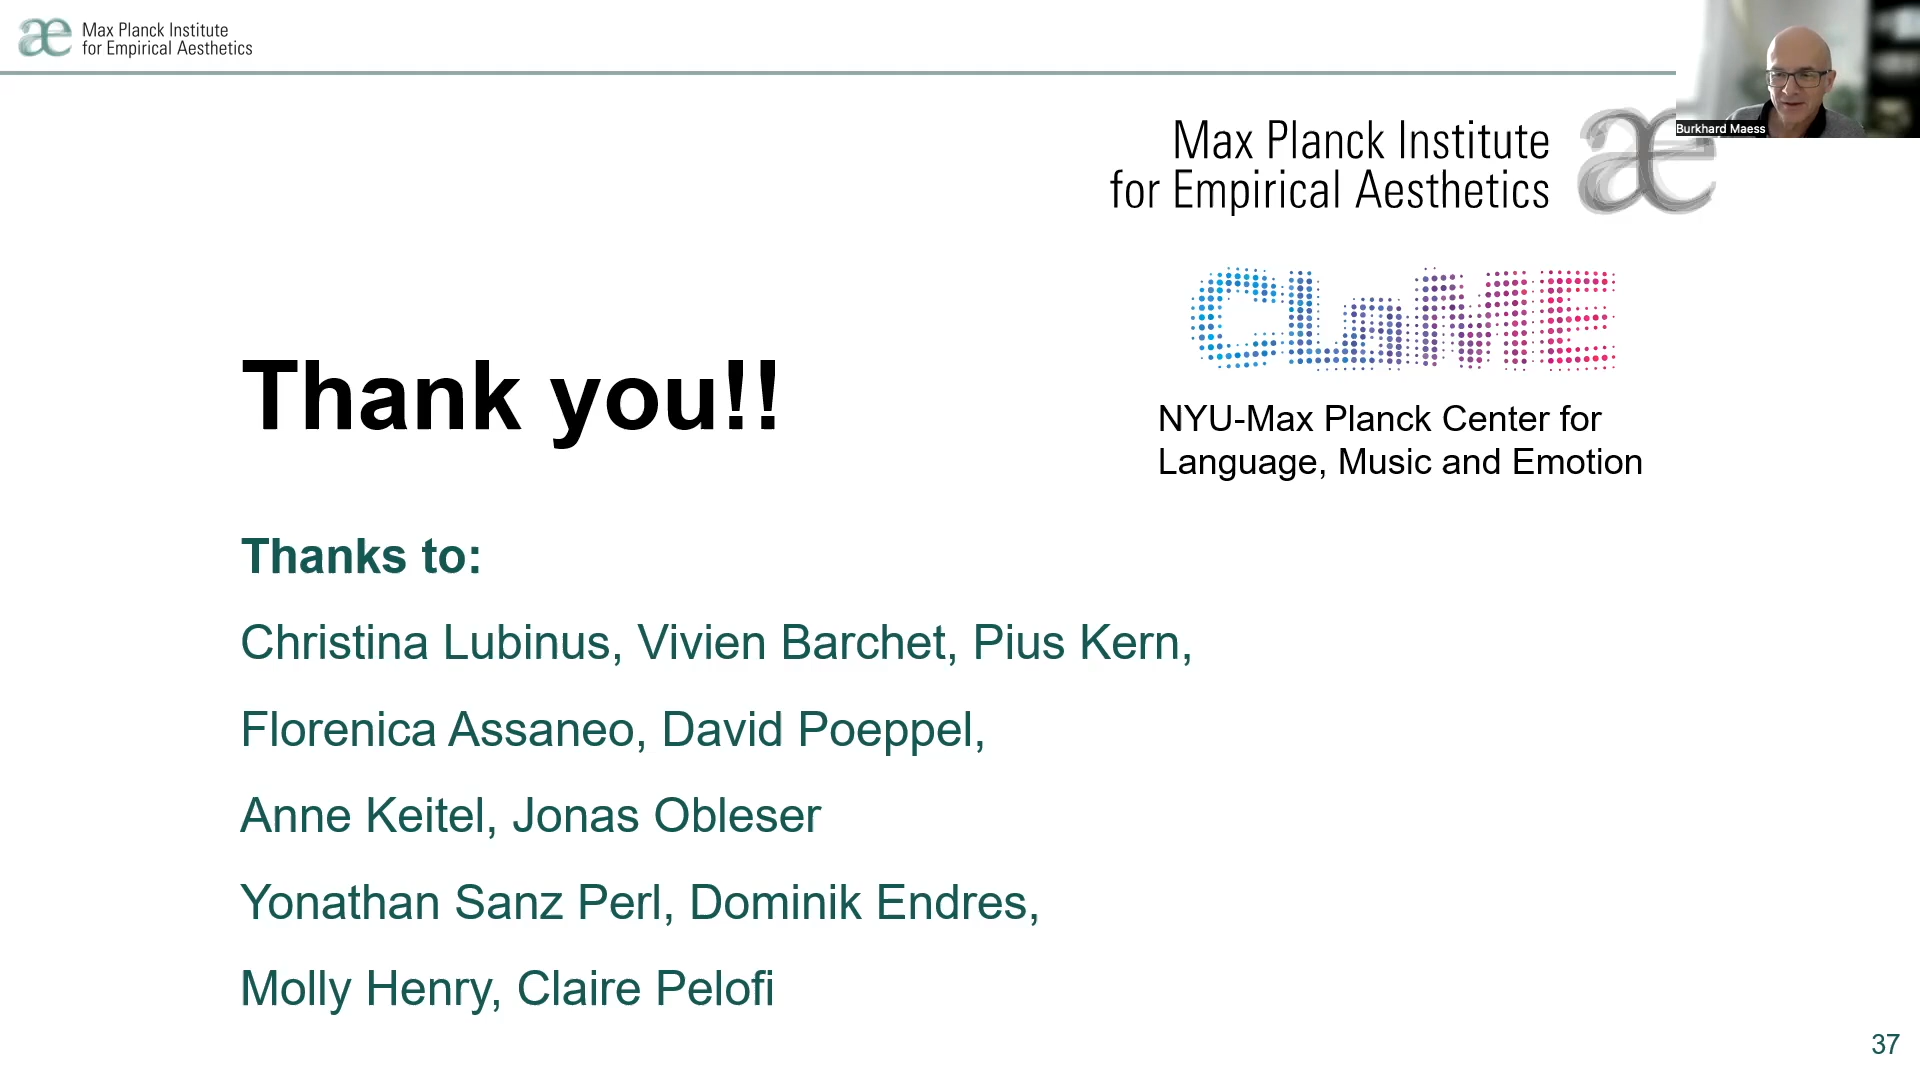 Max Planck Institute
for Empirical Aesthetics
Burkhard Maess
Max Planck Institute
for Empirical Aesthetics
æ
CLaME
NYU-Max Planck Center for
Language, Music and Emotion
Thank you!!
Thanks to:
Christina Lubinus, Vivien Barchet, Pius Kern,
Florenica Assaneo, David Poeppel,
Anne Keitel, Jonas Obleser
Yonathan Sanz Perl, Dominik Endres,
Molly Henry, Claire Pelofi
37